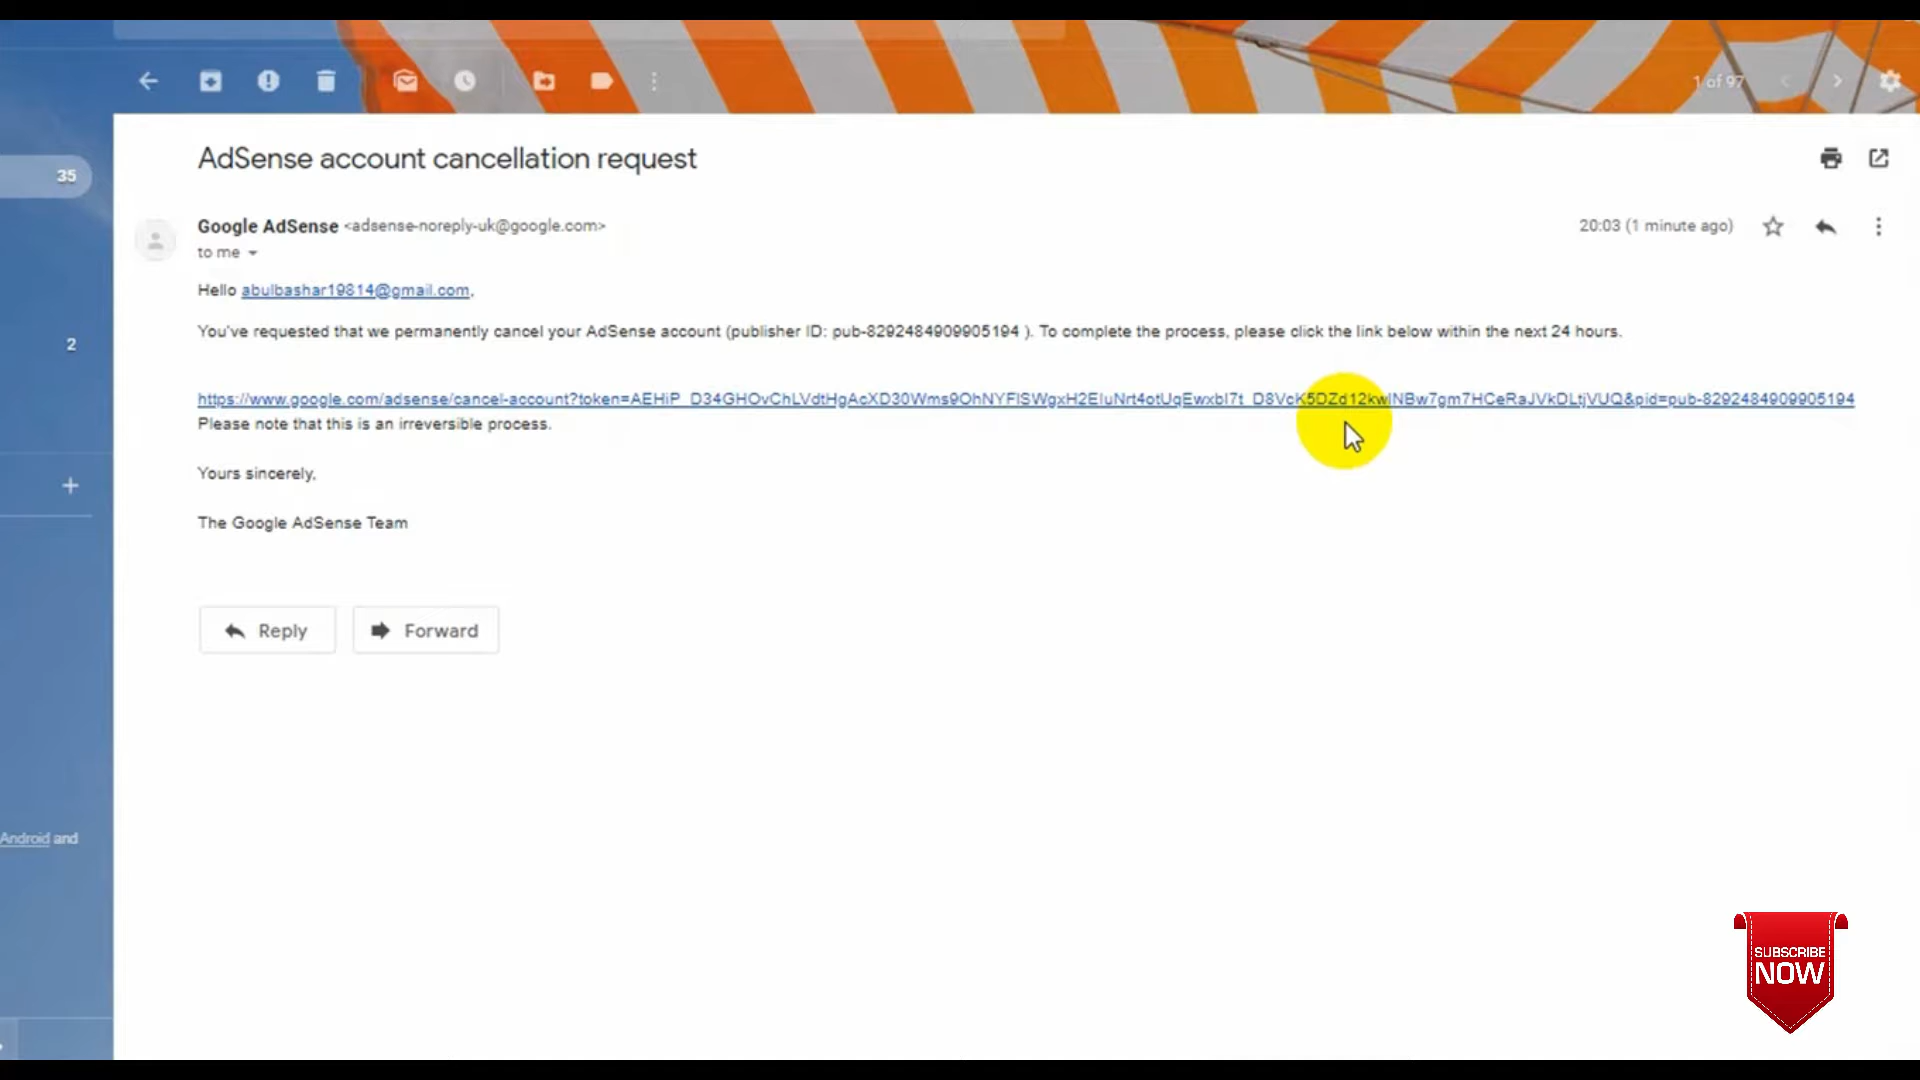 1 of 97
AdSense account cancellation request
35
Google AdSense <adsense-noreply-uk@google.com>
20:03 (1 minute ago)
to me
Hello abulbashar19814@gmail.com,
You've requested that we permanently cancel your AdSense account (publisher ID: pub-8292484909905194 ). To complete the process, please click the link below within the next 24 hours.
2
https://www.google.com/adsense/cancel-account?token=AEHiP_D34GHOvChLVdtHgAcXD30Wms9OhNYFlSWgxH2EIuNrt4otUqEwxbI7t_D8VcK5DZd12kwINBw7gm7HCeRaJVkDLtjVUQ&pid=pub-8292484909905194
Please note that this is an irreversible process.
Yours sincerely,
The Google AdSense Team
Reply
Forward
Android and
SUBSCRIBE
NOW